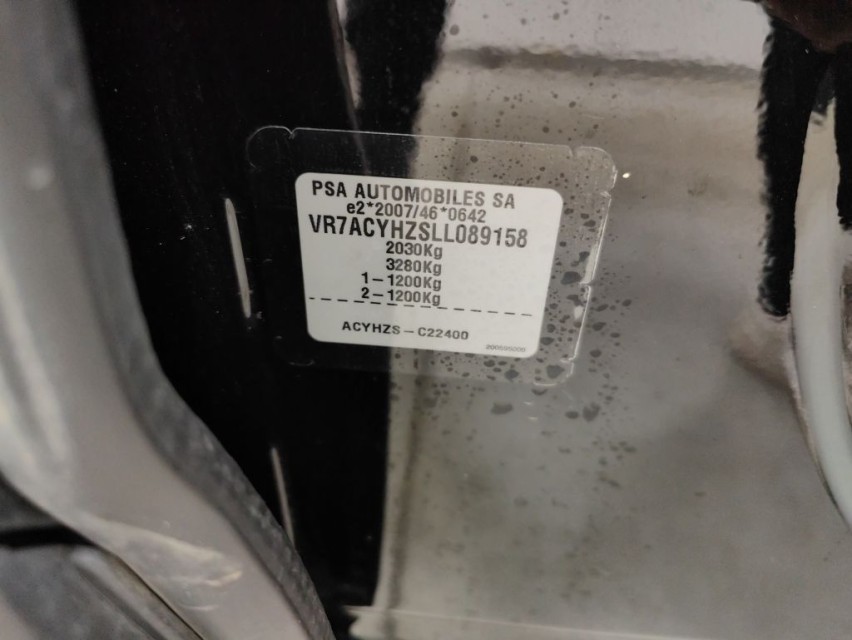 PSA AUTOMOBILES SA
e2*2007/46*0642
VR7ACYHZSLL089158
2030Kg
3280Kg
1-1200Kg
2-1200Kg
ACYHZS-C22400